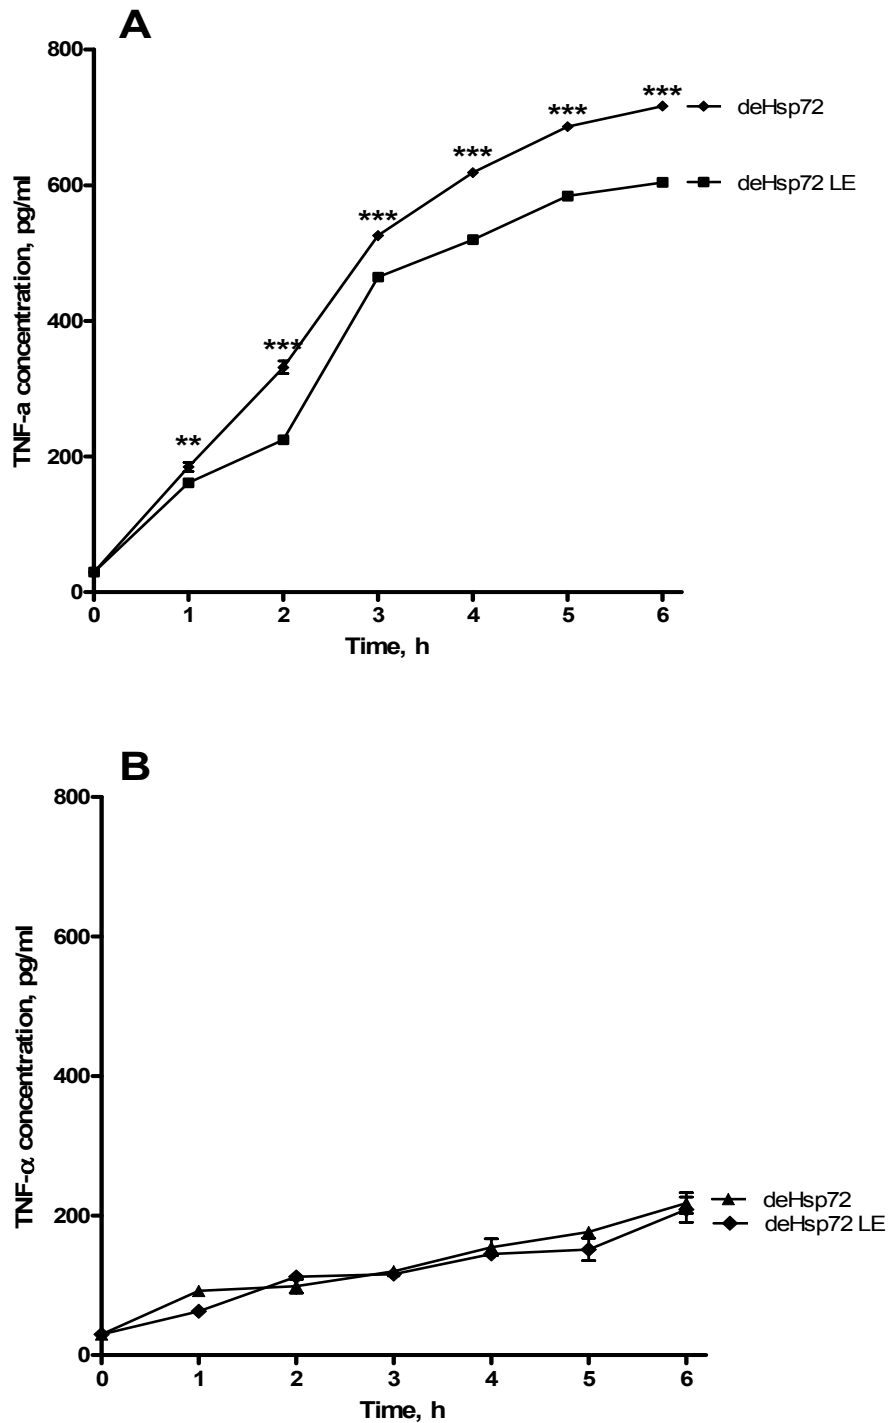 A
800
600
400
200
0
TNF-a concentration, pg/ml
**
***
***
***
***
***
deHsp72
deHsp72 LE
0 1 2 3 4 5 6
Time, h
B
800
600
400
200
0
TNF-α concentration, pg/ml
deHsp72
deHsp72 LE
0 1 2 3 4 5 6
Time, h